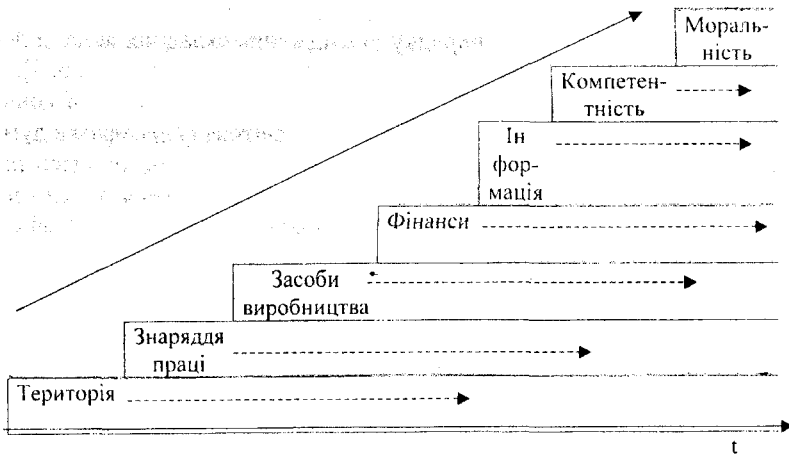 Мораль-
ність
Компетен-
тність
Ін
фор-
мація
Фінанси
Засоби
виробництва
Знаряддя
праці
Територія
t